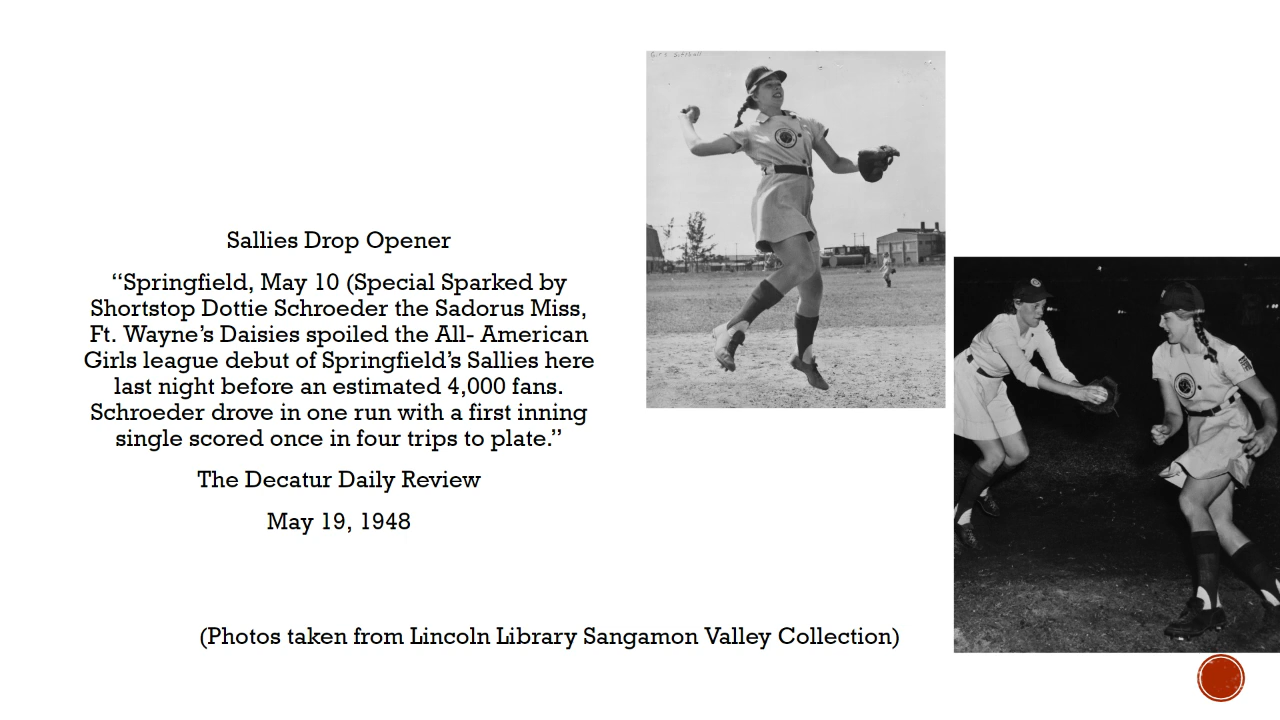 Girls Softball
Sallies Drop Opener
“Springfield, May 10 (Special Sparked by
Shortstop Dottie Schroeder the Sadorus Miss,
Ft. Wayne’s Daisies spoiled the All- American
Girls league debut of Springfield’s Sallies here
last night before an estimated 4,000 fans.
Schroeder drove in one run with a first inning
single scored once in four trips to plate.”
The Decatur Daily Review
May 19, 1948
(Photos taken from Lincoln Library Sangamon Valley Collection)